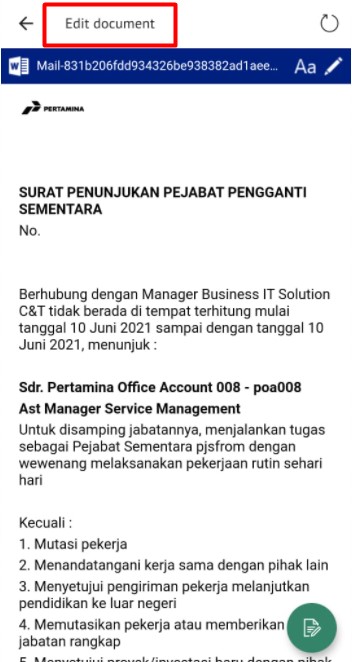 Edit document
Mail-831b206fdd934326be938382ad1aee...
Aa
PERTAMINA
SURAT PENUNJUKAN PEJABAT PENGGANTI
SEMENTARA
No.
Berhubung dengan Manager Business IT Solution
C&T tidak berada di tempat terhitung mulai
tanggal 10 Juni 2021 sampai dengan tanggal 10
Juni 2021, menunjuk :
Sdr. Pertamina Office Account 008 - poa008
Ast Manager Service Management
Untuk disamping jabatannya, menjalankan tugas
sebagai Pejabat Sementara pjsfrom dengan
wewenang melaksanakan pekerjaan rutin sehari
hari
Kecuali :
1. Mutasi pekerja
2. Menandatangani kerja sama dengan pihak lain
3. Menyetujui pengiriman pekerja melanjutkan
pendidikan ke luar negeri
4. Memutasikan pekerja atau memberikan
jabatan rangkap
5. Menyetujui proyek/investasi baru dengan pihak